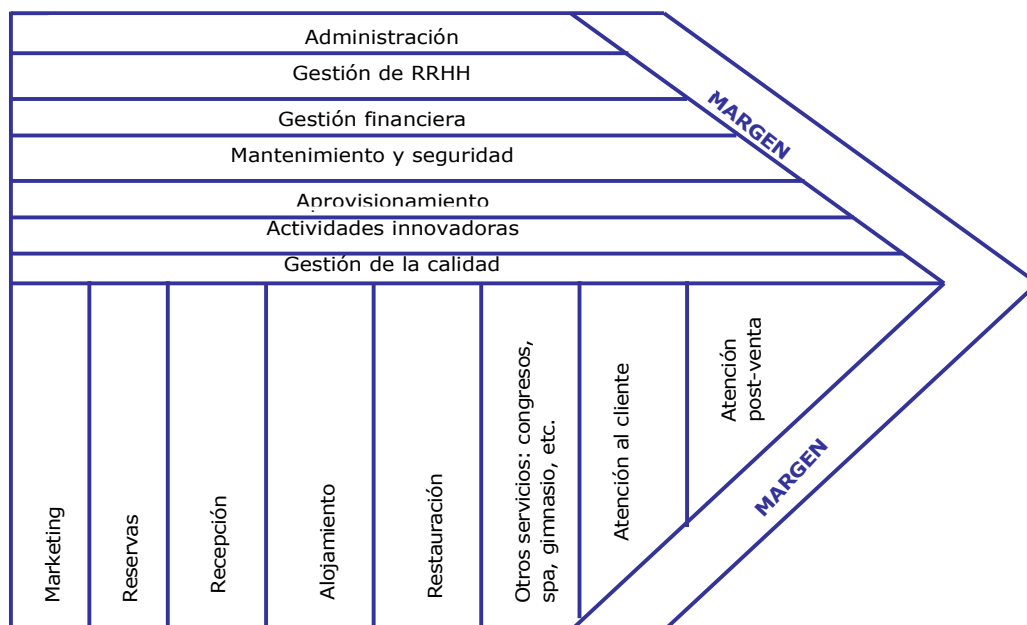 Administración
Gestión de RRHH
Gestión financiera
Mantenimiento y seguridad
Aprovisionamiento
Actividades innovadoras
Gestión de la calidad
MARGEN
Marketing
Reservas
Recepción
Alojamiento
Restauración
Otros servicios: congresos,
spa, gimnasio, etc.
Atención al cliente
Atención
post-venta
MARGEN